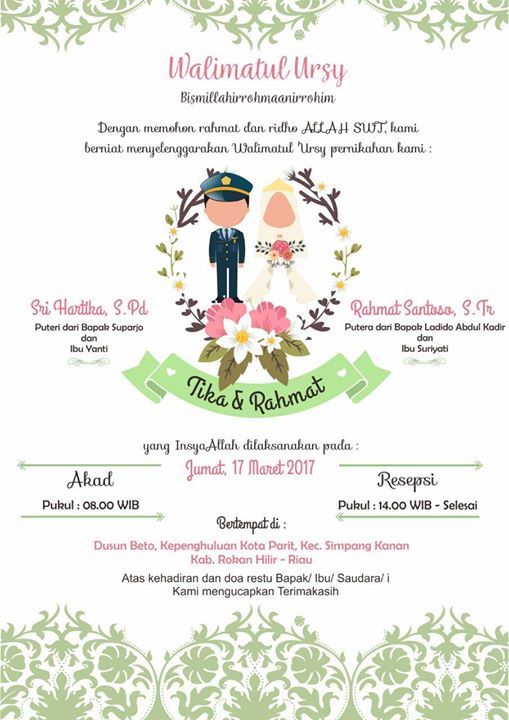 Walimatul Ursy
Bismillahirrohmaanirrohim
Dengan memohon rahmat dan ridho ALLAH SWT, kami
berniat menyelenggarakan Walimatul 'Ursy pernikahan kami :
Sri Hartika, S.Pd
Puteri dari Bapak Suparjo
dan
Ibu Yanti
Rahmat Santoso, S.Tr
Putera dari Bapak Ladido Abdul Kadir
dan
Ibu Suriyati
Tika & Rahmat
yang InsyaAllah dilaksanakan pada :
Jumat, 17 Maret 2017
Akad
Pukul : 08.00 WIB
Resepsi
Pukul : 14.00 WIB - Selesai
Bertempat di :
Dusun Beto, Kepenghuluan Kota Parit, Kec. Simpang Kanan
Kab. Rokan Hilir - Riau
Atas kehadiran dan doa restu Bapak/ Ibu/ Saudara/ i
Kami mengucapkan Terimakasih